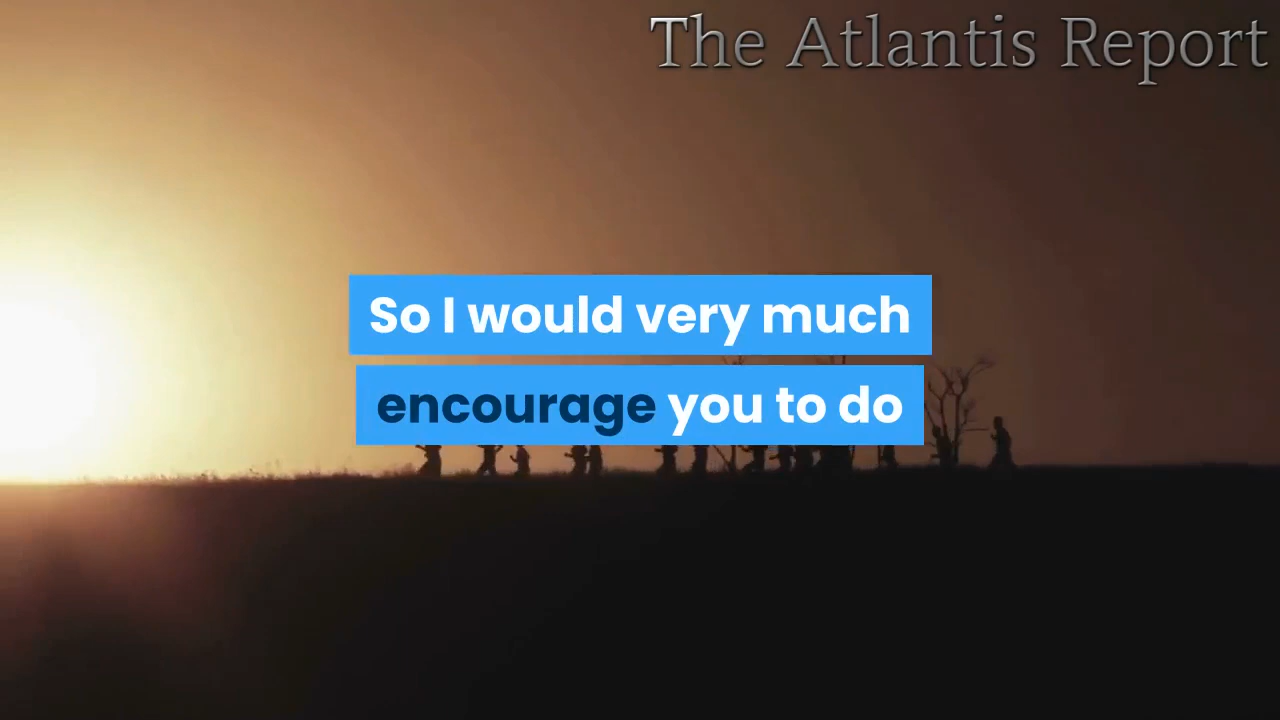 The Atlantis Report
So I would very much
encourage you to do